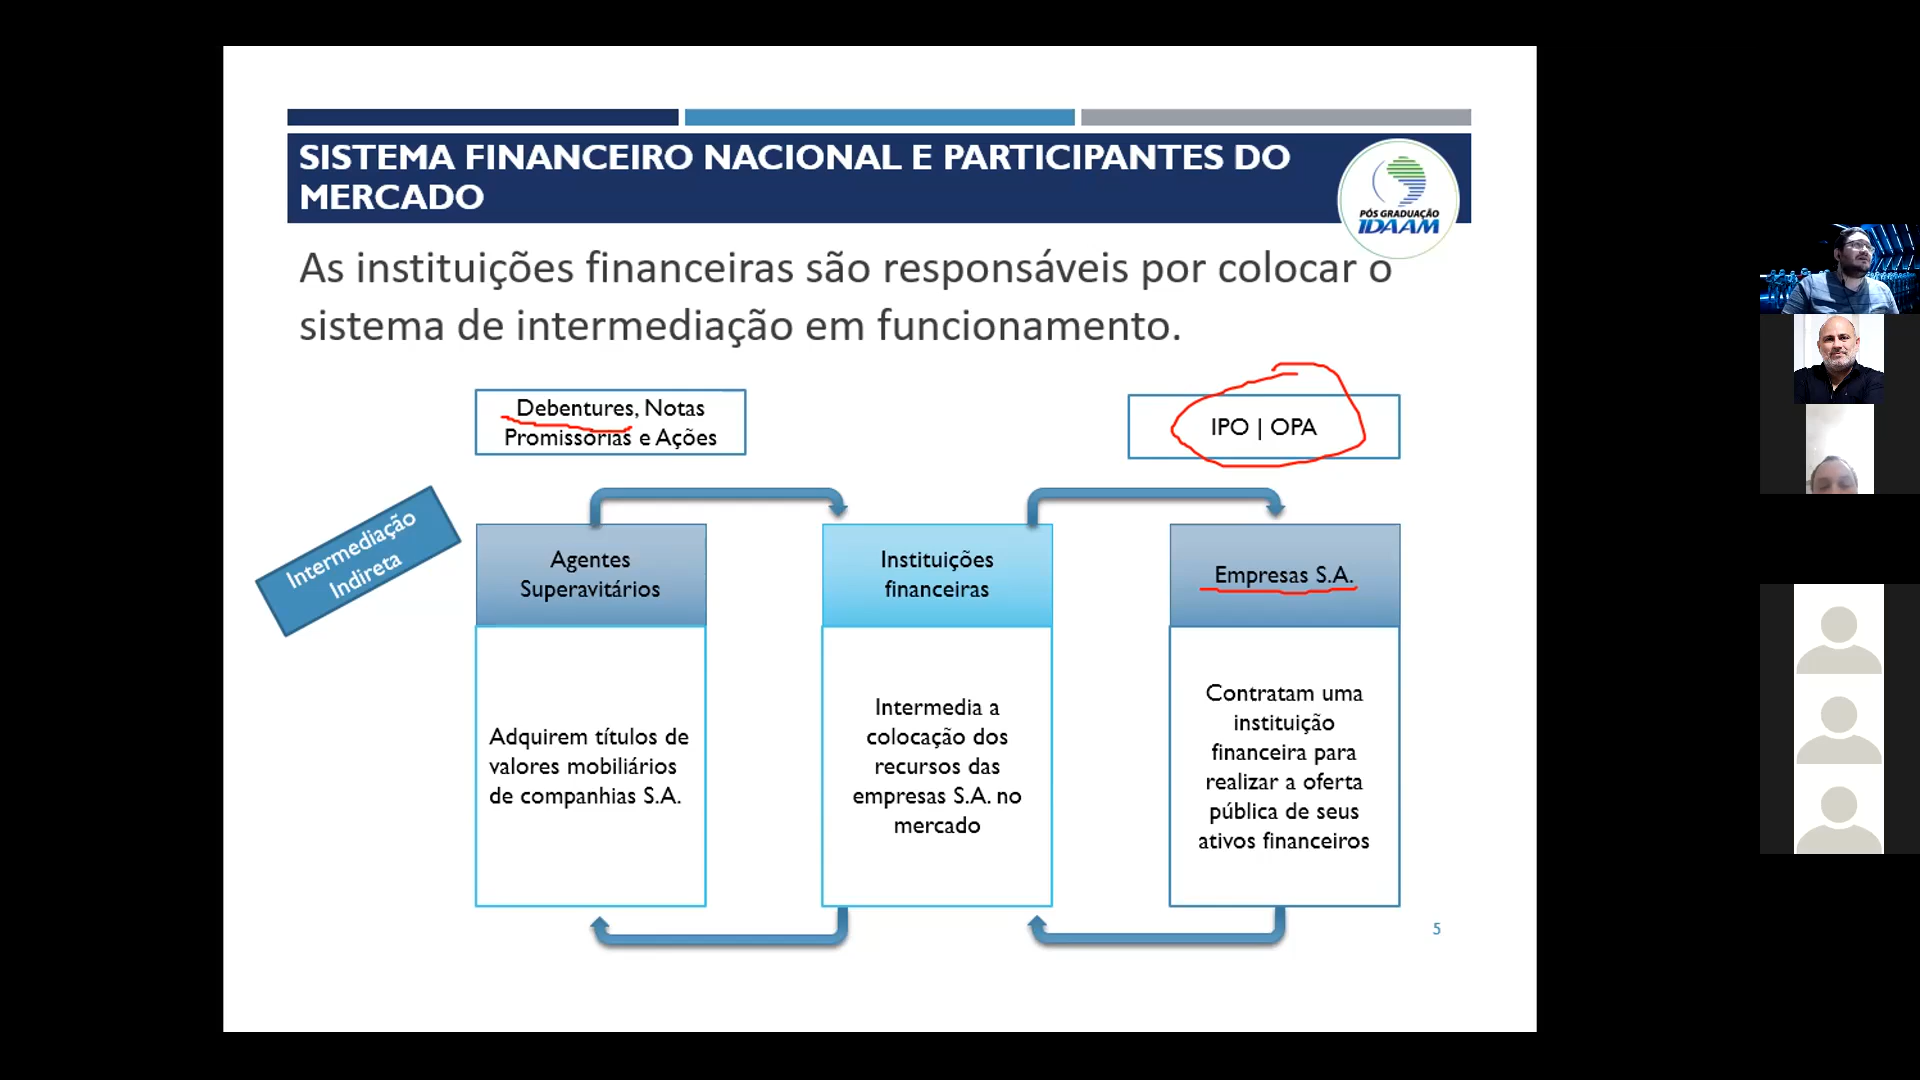 SISTEMA FINANCEIRO NACIONAL E PARTICIPANTES DO
MERCADO
PÓS GRADUAÇÃO
IDAAM
As instituições financeiras são responsáveis por colocar o
sistema de intermediação em funcionamento.
Debentures, Notas
Promissórias e Ações
IPO | OPA
Intermediação
Indireta
Agentes
Superavitários
Instituições
financeiras
Empresas S.A.
Adquirem títulos de
valores mobiliários
de companhias S.A.
Intermedia a
colocação dos
recursos das
empresas S.A. no
mercado
Contratam uma
instituição
financeira para
realizar a oferta
pública de seus
ativos financeiros
5